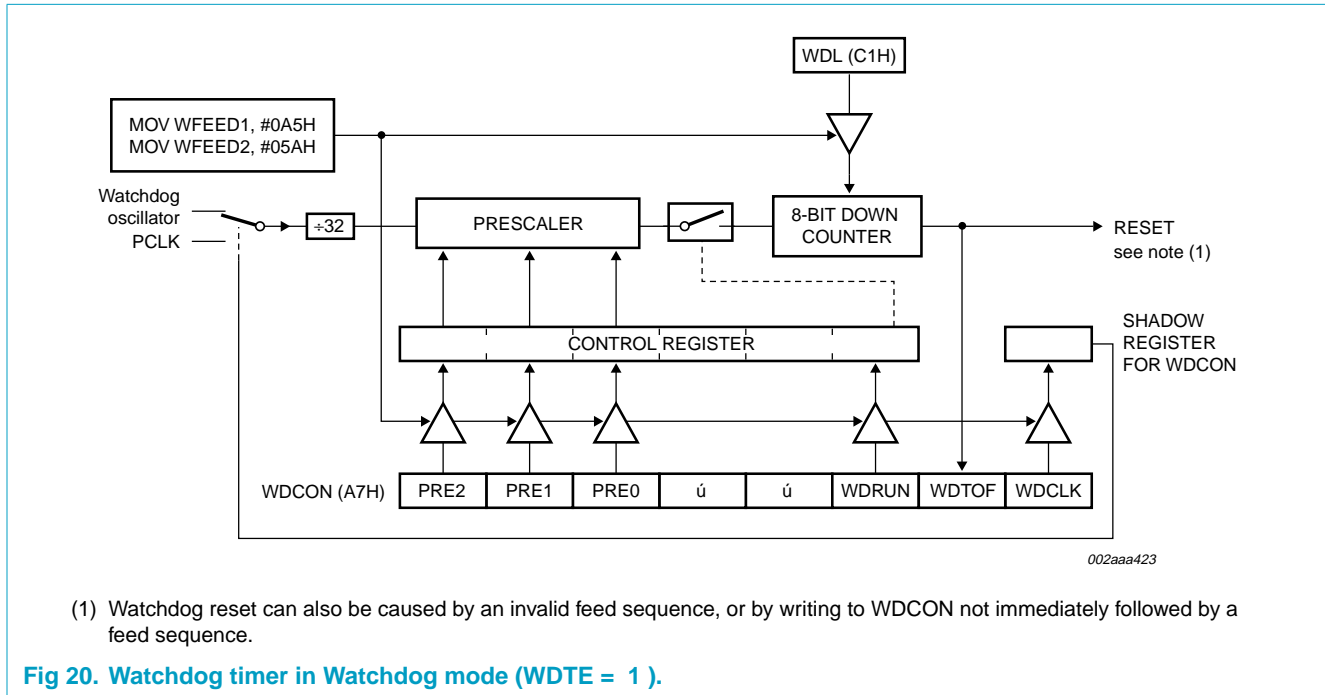 WDL (C1H)
MOV WFEED1, #0A5H
MOV WFEED2, #05AH
Watchdog
oscillator
PCLK
÷32
PRESCALER
8-BIT DOWN
COUNTER
RESET
see note (1)
CONTROL REGISTER
SHADOW
REGISTER
FOR WDCON
WDCON (A7H)
PRE2
PRE1
PRE0
ú
ú
WDRUN
WDTOF
WDCLK
002aaa423
(1) Watchdog reset can also be caused by an invalid feed sequence, or by writing to WDCON not immediately followed by a
feed sequence.
Fig 20. Watchdog timer in Watchdog mode (WDTE = 1 ).